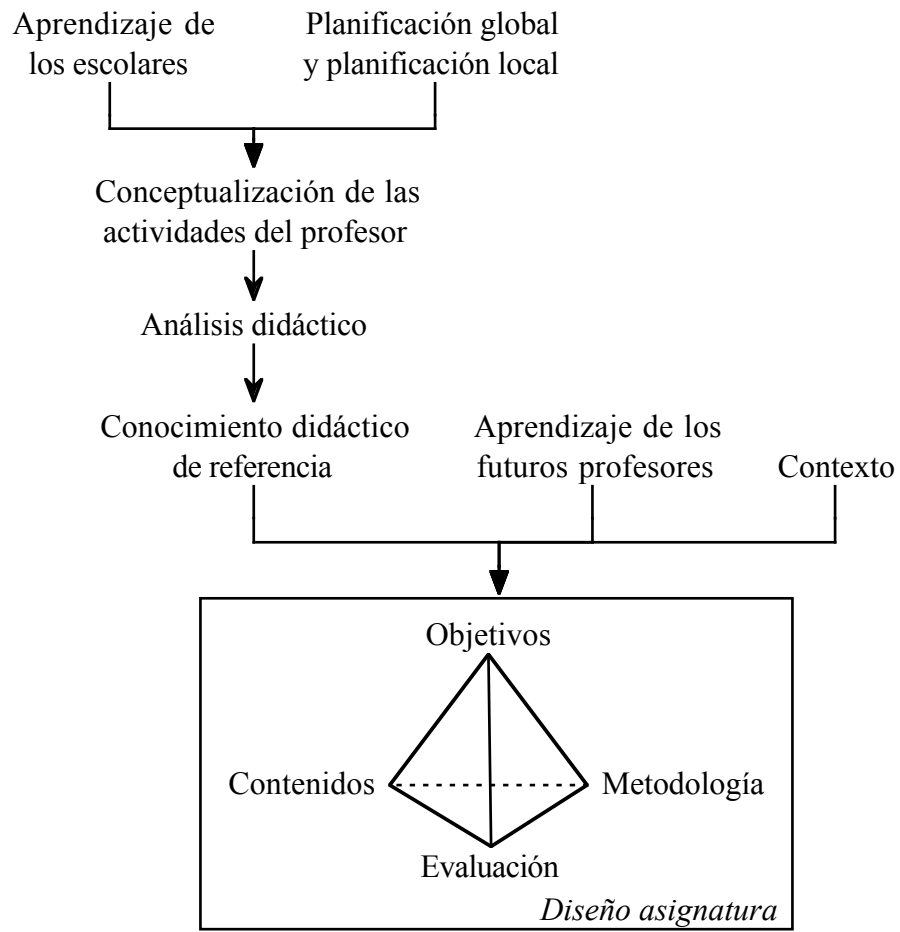 Aprendizaje de
los escolares
Planificación global
y planificación local
Conceptualización de las
actividades del profesor
Análisis didáctico
Conocimiento didáctico
de referencia
Aprendizaje de los
futuros profesores
Contexto
Objetivos
Contenidos
Metodología
Evaluación
Diseño asignatura